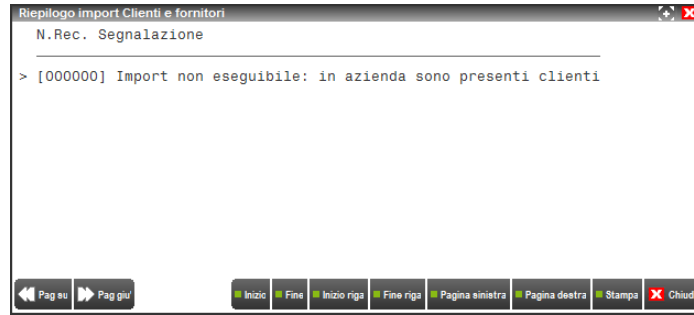 Riepilogo import Clienti e fornitori
N.Rec. Segnalazione
> [000000] Import non eseguibile: in azienda sono presenti clienti
Pag su Pag giu' Inizio Fine Inizio riga Fine riga Pagina sinistra Pagina destra Stampa Chiud